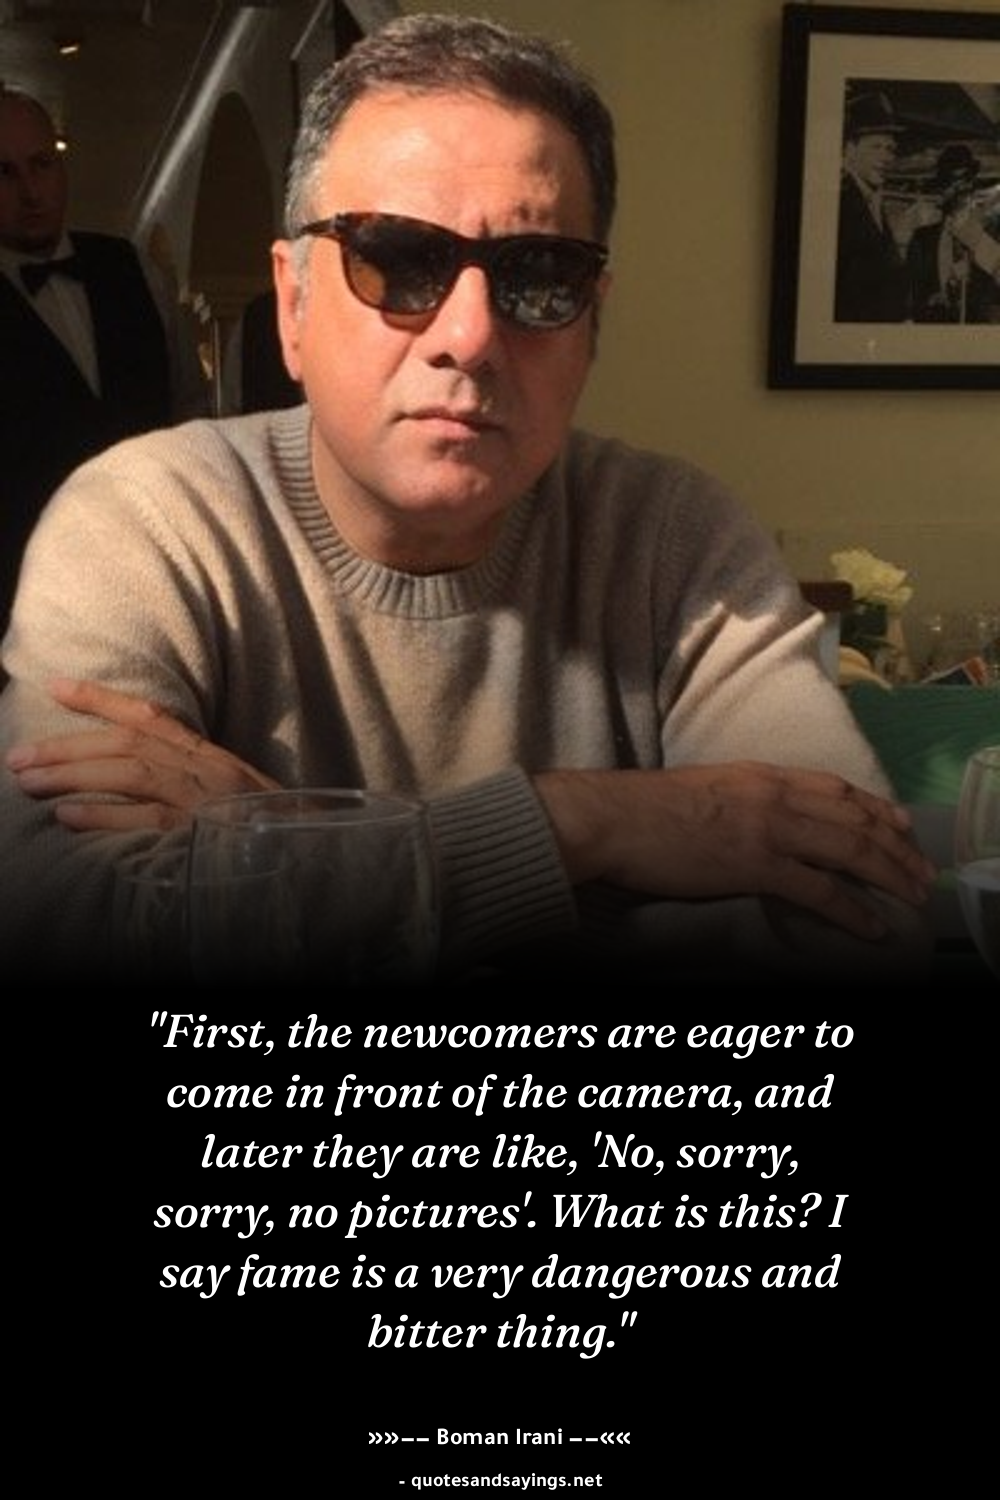 "First, the newcomers are eager to
come in front of the camera, and
later they are like, 'No, sorry,
sorry, no pictures'. What is this? I
say fame is a very dangerous and
bitter thing."
»»–– Boman Irani ––««
- quotesandsayings.net